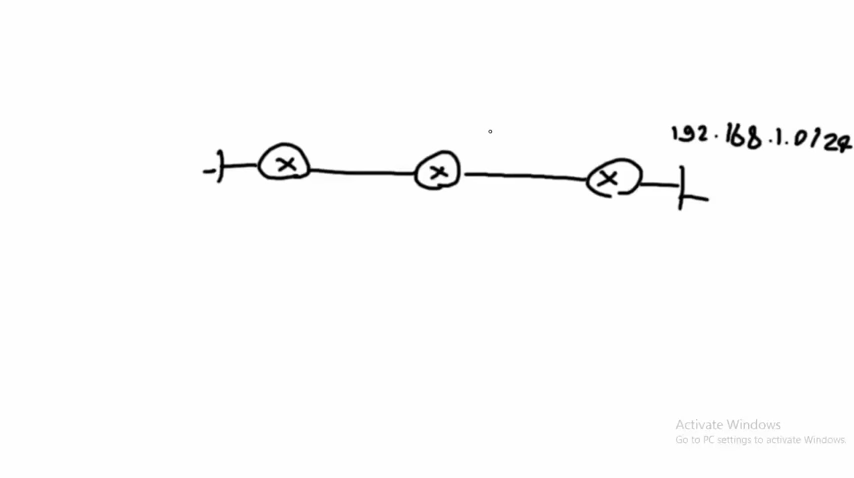 192.168.1.0/24
x x x
Activate Windows
Go to PC settings to activate Windows.